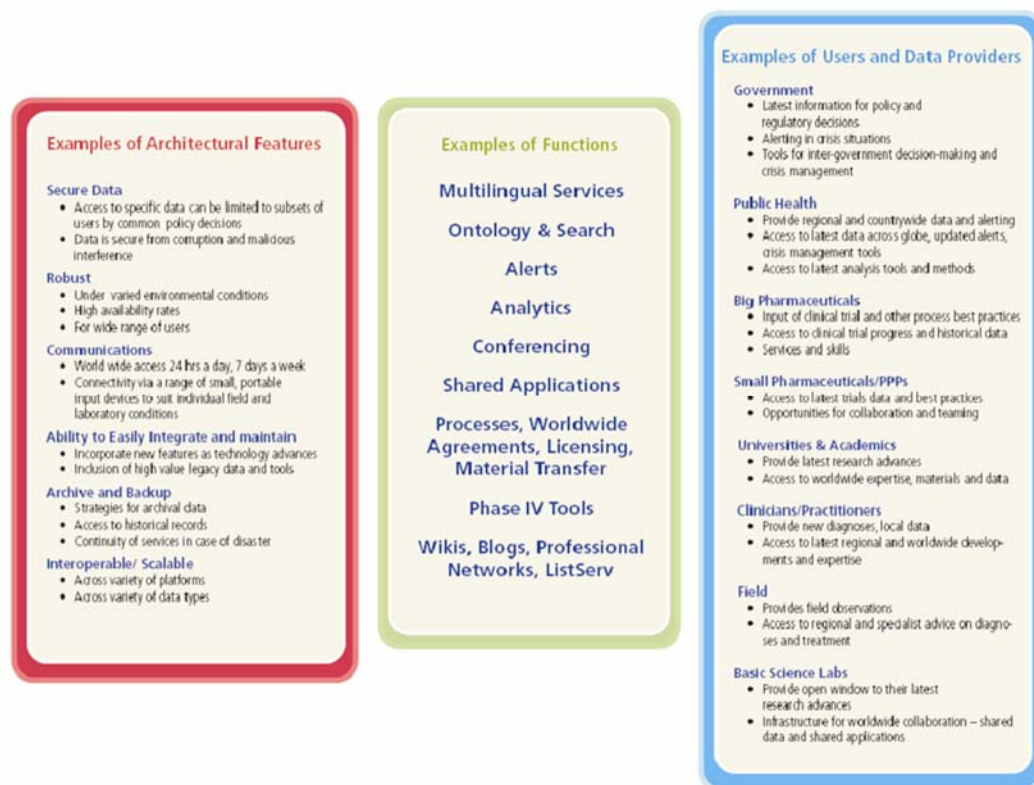 Examples of Architectural Features
Secure Data
• Access to specific data can be limited to subsets of
users by common policy decisions
• Data is secure from corruption and malicious
interference
Robust
• Under varied environmental conditions
• High availability rates
• For wide range of users
Communications
• World wide access 24 hrs a day, 7 days a week
• Connectivity via a range of small, portable
input devices to suit individual field and
laboratory conditions
Ability to Easily Integrate and maintain
• Incorporate new features as technology advances
• Inclusion of high value legacy data and tools
Archive and Backup
• Strategies for archival data
• Access to historical records
• Continuity of services in case of disaster
Interoperable/ Scalable
• Across variety of platforms
• Across variety of data types
Examples of Functions
Multilingual Services
Ontology & Search
Alerts
Analytics
Conferencing
Shared Applications
Processes, Worldwide
Agreements, Licensing,
Material Transfer
Phase IV Tools
Wikis, Blogs, Professional
Networks, ListServ
Examples of Users and Data Providers
Government
• Latest information for policy and
regulatory decisions
• Alerting in crisis situations
• Tools for inter-government decision-making and
crisis management
Public Health
• Provide regional and countrywide data and alerting
• Access to latest data across globe, updated alerts,
crisis management tools
• Access to latest analysis tools and methods
Big Pharmaceuticals
• Input of clinical trial and other process best practices
• Access to clinical trial progress and historical data
• Services and skills
Small Pharmaceuticals/PPPs
• Access to latest trials data and best practices
• Opportunities for collaboration and teaming
Universities & Academics
• Provide latest research advances
• Access to worldwide expertise, materials and data
Clinicians/Practitioners
• Provide new diagnoses, local data
• Access to latest regional and worldwide develop-
ments and expertise
Field
• Provides field observations
• Access to regional and specialist advice on diagno-
ses and treatment
Basic Science Labs
• Provide open window to their latest
research advances
• Infrastructure for worldwide collaboration – shared
data and shared applications